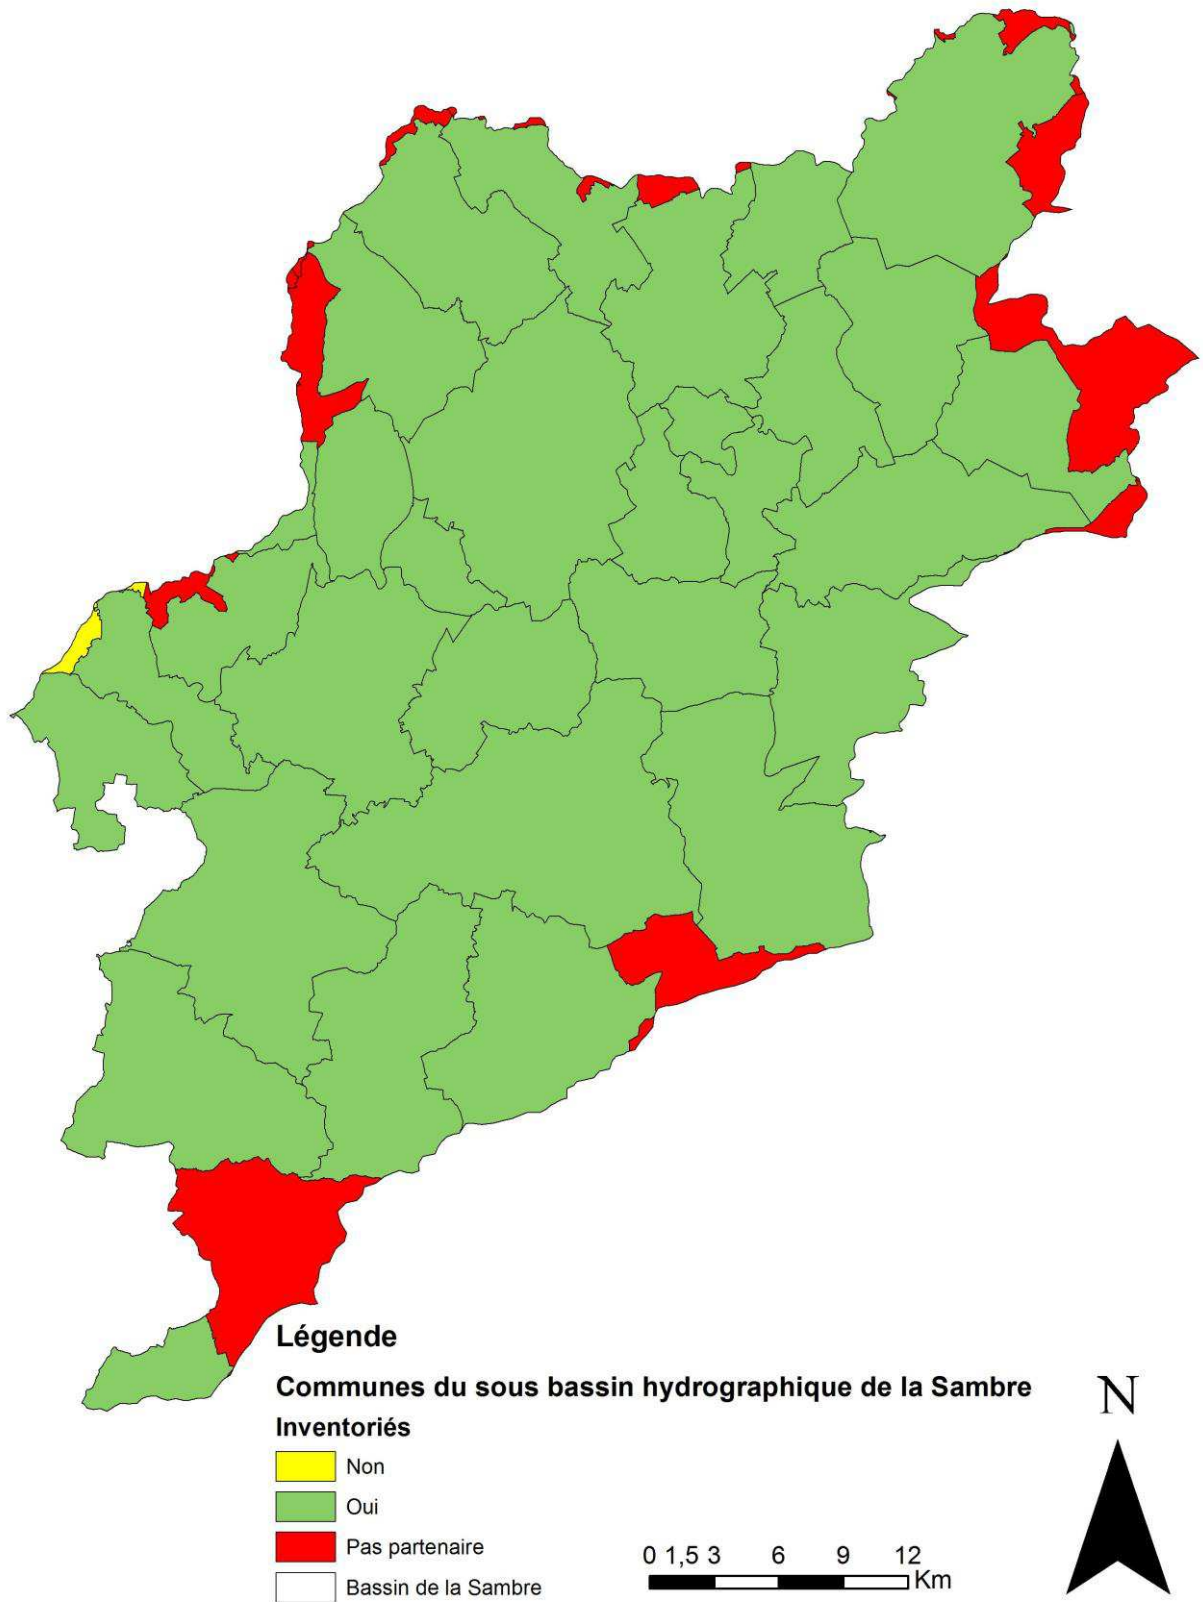 Légende
Communes du sous bassin hydrographique de la Sambre
Inventoriés
Non
Oui
Pas partenaire
Bassin de la Sambre
0 1,5 3 6 9 12
Km
N